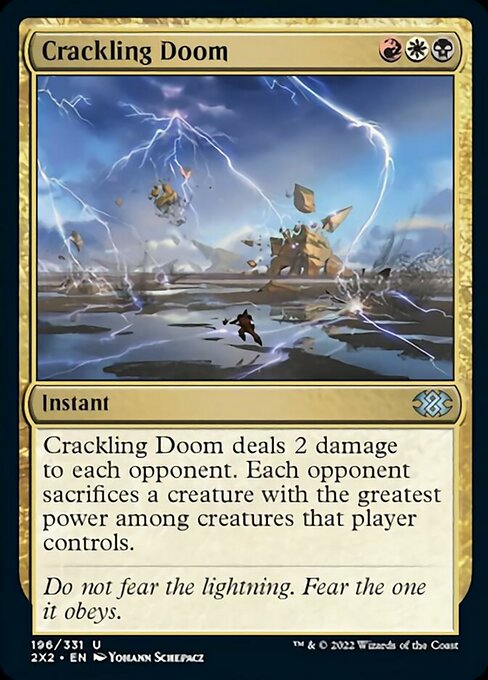 Crackling Doom
Instant
Crackling Doom deals 2 damage
to each opponent. Each opponent
sacrifices a creature with the greatest
power among creatures that player
controls.
Do not fear the lightning. Fear the one
it obeys.
196/331 U
™ & © 2022 Wizards of the Coast
2X2 • EN Yohann Schepacz